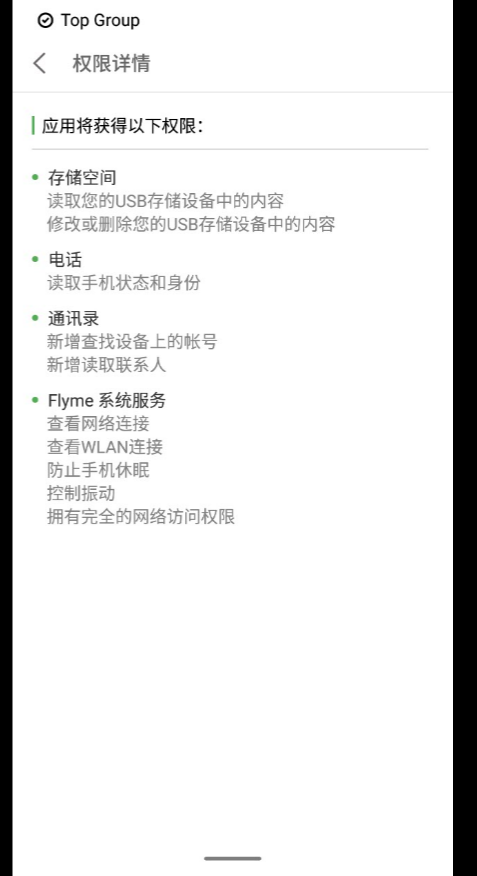 Top Group
权限详情
应用将获得以下权限：
存储空间
读取您的USB存储设备中的内容
修改或删除您的USB存储设备中的内容
电话
读取手机状态和身份
通讯录
新增查找设备上的帐号
新增读取联系人
Flyme 系统服务
查看网络连接
查看WLAN连接
防止手机休眠
控制振动
拥有完全的网络访问权限